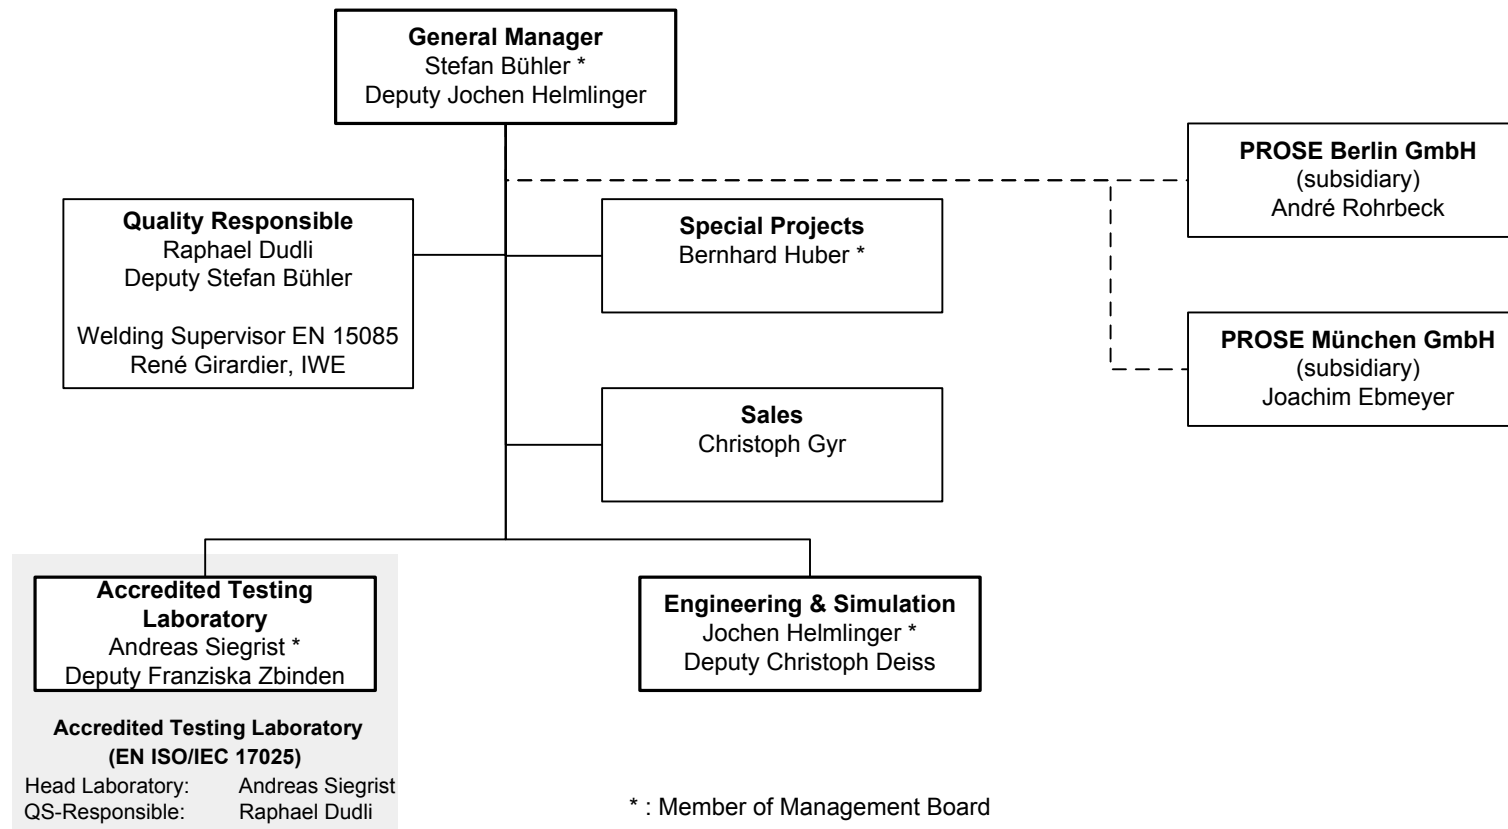 General Manager
Stefan Bühler *
Deputy Jochen Helmlinger
PROSE Berlin GmbH
(subsidiary)
André Rohrbeck
Quality Responsible
Raphael Dudli
Deputy Stefan Bühler
Welding Supervisor EN 15085
René Girardier, IWE
Special Projects
Bernhard Huber *
PROSE München GmbH
(subsidiary)
Joachim Ebmeyer
Sales
Christoph Gyr
Accredited Testing
Laboratory
Andreas Siegrist *
Deputy Franziska Zbinden
Engineering & Simulation
Jochen Helmlinger *
Deputy Christoph Deiss
Accredited Testing Laboratory
(EN ISO/IEC 17025)
Head Laboratory: Andreas Siegrist
QS-Responsible: Raphael Dudli
* : Member of Management Board